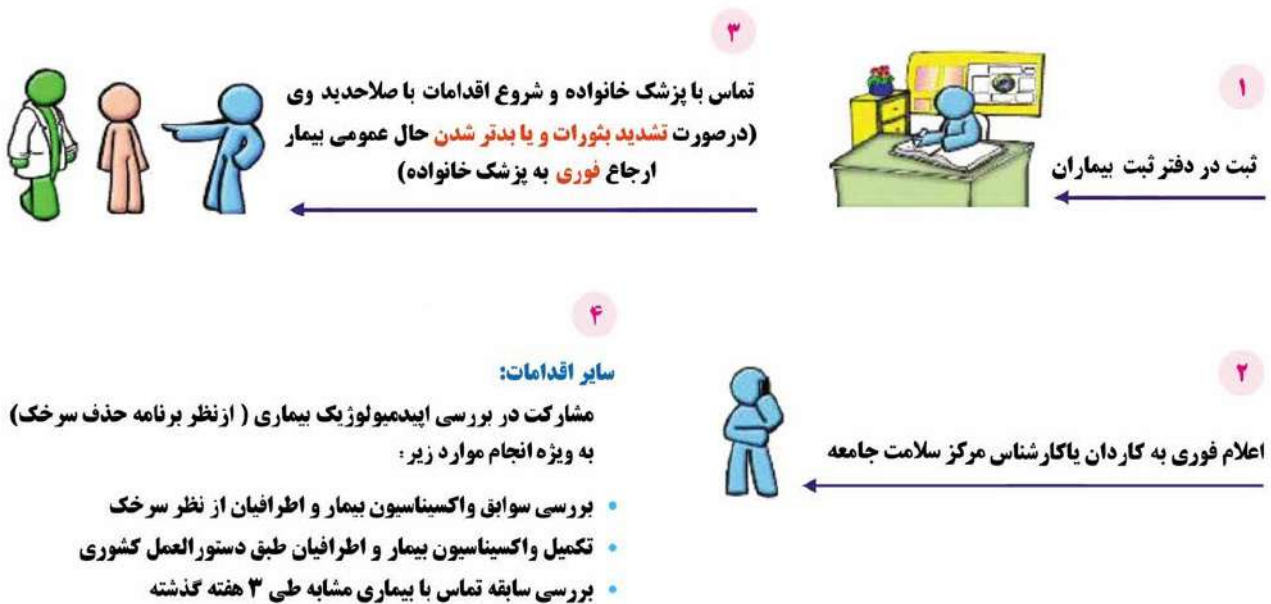 ۱
ثبت در دفتر ثبت بیماران
۲
اعلام فوری به کاردان یاکارشناس مرکز سلامت جامعه
۳
تماس با پزشک خانواده و شروع اقدامات با صلاحدید وی
(درصورت تشدید بثورات و یا بدتر شدن حال عمومی بیمار
ارجاع فوری به پزشک خانواده)
۴
سایر اقدامات:
مشارکت در بررسی اپیدمیولوژیک بیماری ( ازنظر برنامه حذف سرخک)
به ویژه انجام موارد زیر :
• بررسی سوابق واکسیناسیون بیمار و اطرافیان از نظر سرخک
• تکمیل واکسیناسیون بیمار و اطرافیان طبق دستورالعمل کشوری
• بررسی سابقه تماس با بیماری مشابه طی ۳ هفته گذشته